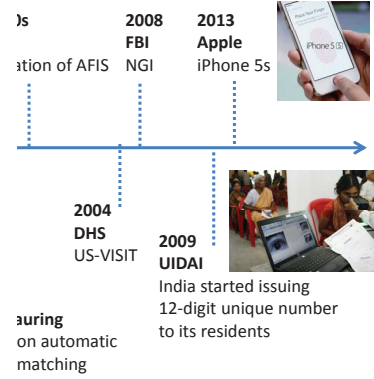 0s
ation of AFIS
2008
FBI
NGI
2013
Apple
iPhone 5s
iPhone 5S
2004
DHS
US-VISIT
2009
UIDAI
India started issuing
12-digit unique number
to its residents
auring
on automatic
matching